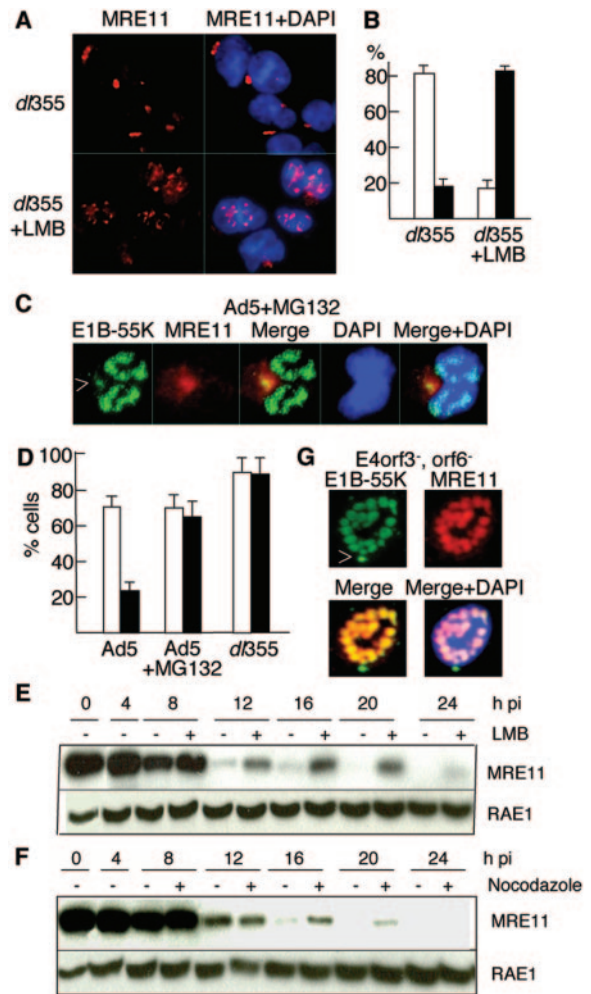 A
MRE11 MRE11+DAPI
dl355
dl355
+LMB
B
%
80
60
40
20
dl355 dl355
+LMB
C
Ad5+MG132
E1B-55K MRE11 Merge DAPI Merge+DAPI
>
D
% cells
100
80
60
40
20
Ad5 Ad5 dl355
+MG132
G
E4orf3-, orf6-
E1B-55K MRE11
>
Merge Merge+DAPI
E
0 4 8 12 16 20 24 h pi
- - - + - + - + - + - + LMB
MRE11
RAE1
F
0 4 8 12 16 20 24 h pi
- - - + - + - + - + - + Nocodazole
MRE11
RAE1